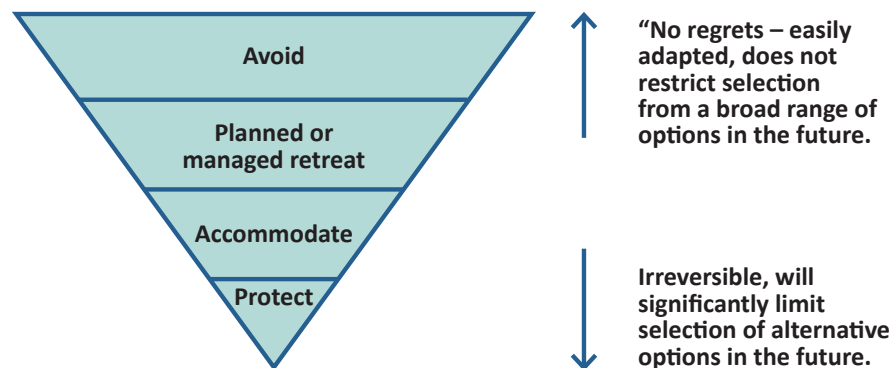 Avoid
Planned or
managed retreat
Accommodate
Protect
“No regrets – easily
adapted, does not
restrict selection
from a broad range of
options in the future.
Irreversible, will
significantly limit
selection of alternative
options in the future.